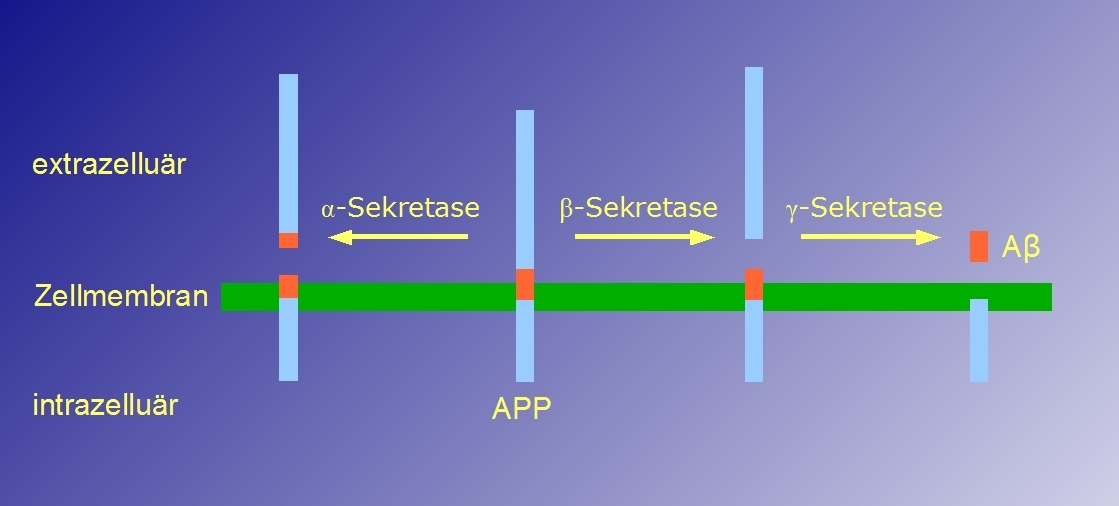 extrazelluär
α-Sekretase
β-Sekretase
γ-Sekretase
Aβ
Zellmembran
intrazelluär
APP